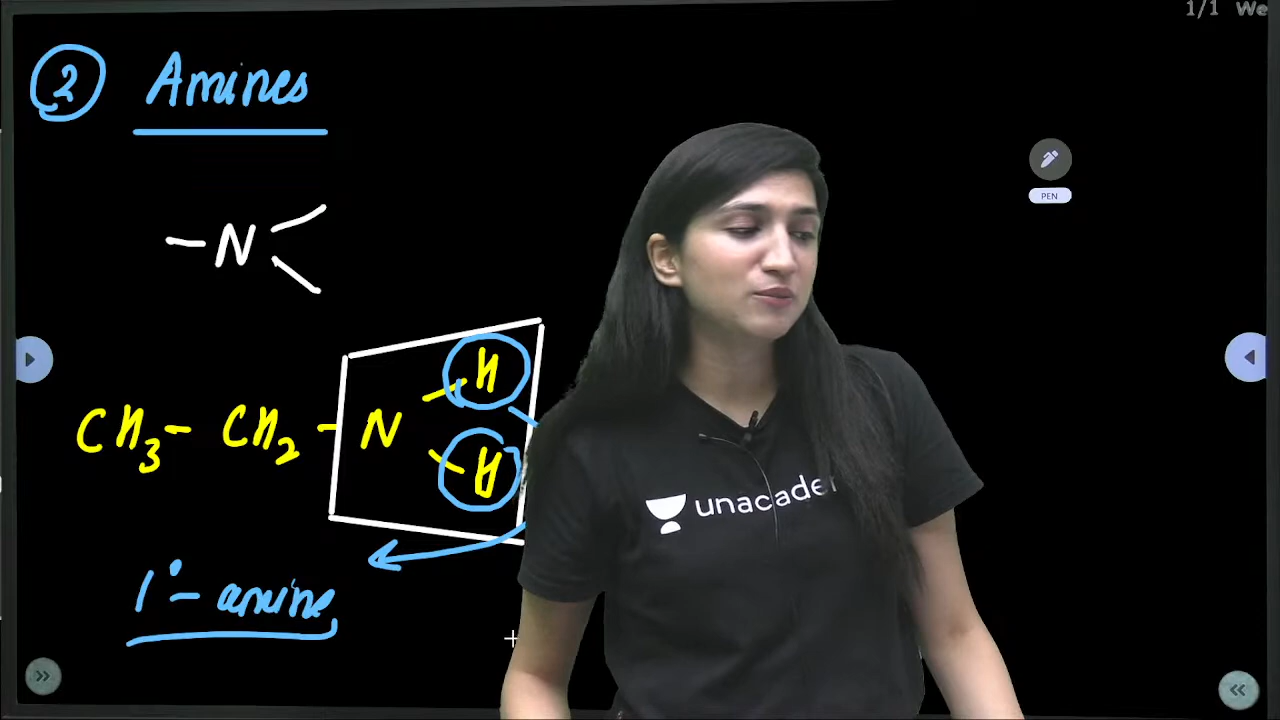 1/1 We
② Amines
PEN
-N
H
CH3 - CH2 - N
H
unacade
1° - amine